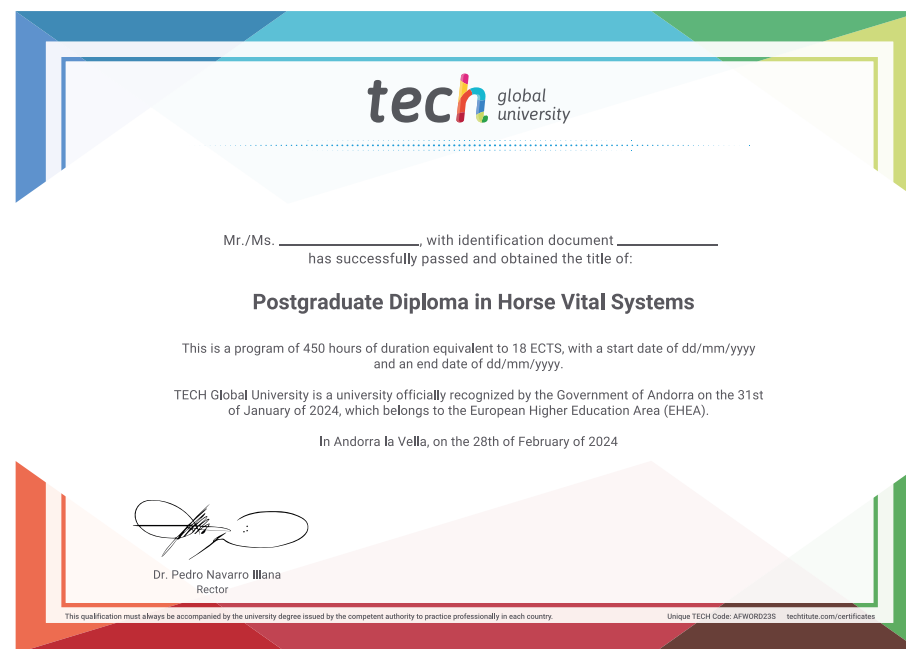 tech global university
Mr./Ms. ____________, with identification document ____________
has successfully passed and obtained the title of:
Postgraduate Diploma in Horse Vital Systems
This is a program of 450 hours of duration equivalent to 18 ECTS, with a start date of dd/mm/yyyy
and an end date of dd/mm/yyyy.
TECH Global University is a university officially recognized by the Government of Andorra on the 31st
of January of 2024, which belongs to the European Higher Education Area (EHEA).
In Andorra la Vella, on the 28th of February of 2024
Dr. Pedro Navarro Illana
Rector
This qualification must always be accompanied by the university degree issued by the competent authority to practice professionally in each country.
Unique TECH Code: AFWORD23S techtitute.com/certificates